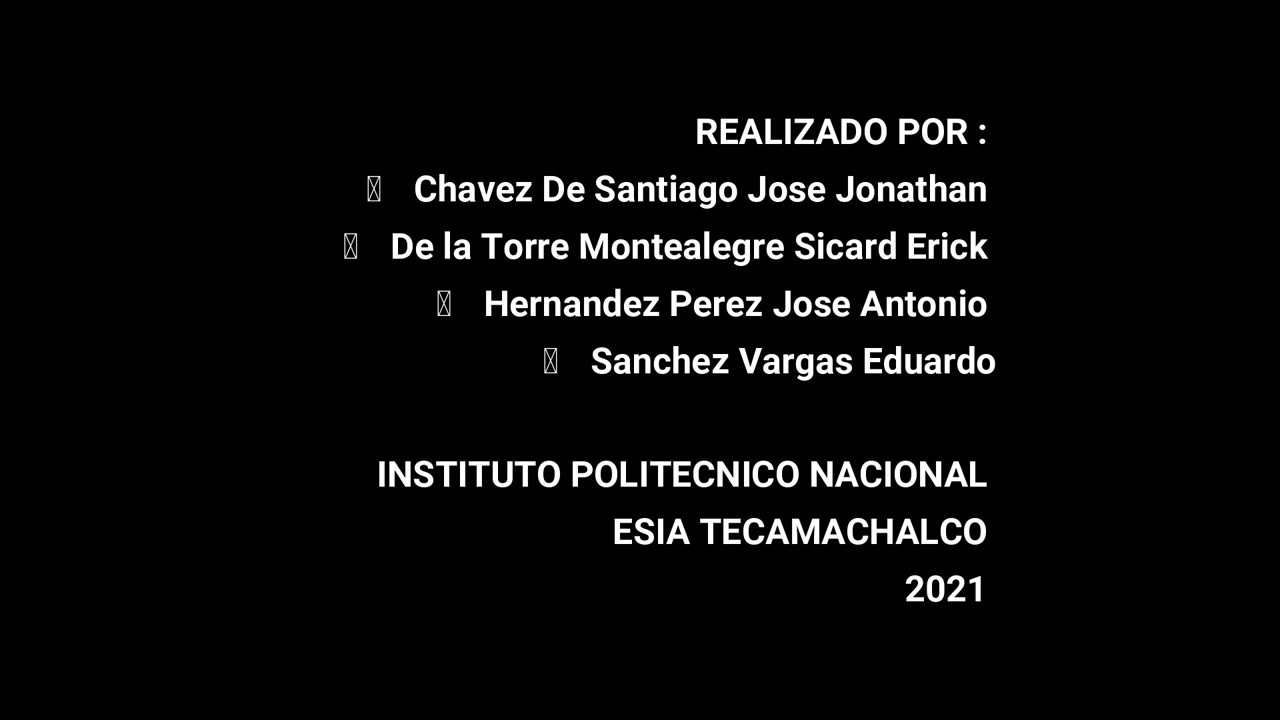 REALIZADO POR :
Chavez De Santiago Jose Jonathan
De la Torre Montealegre Sicard Erick
Hernandez Perez Jose Antonio
Sanchez Vargas Eduardo
INSTITUTO POLITECNICO NACIONAL
ESIA TECAMACHALCO
2021